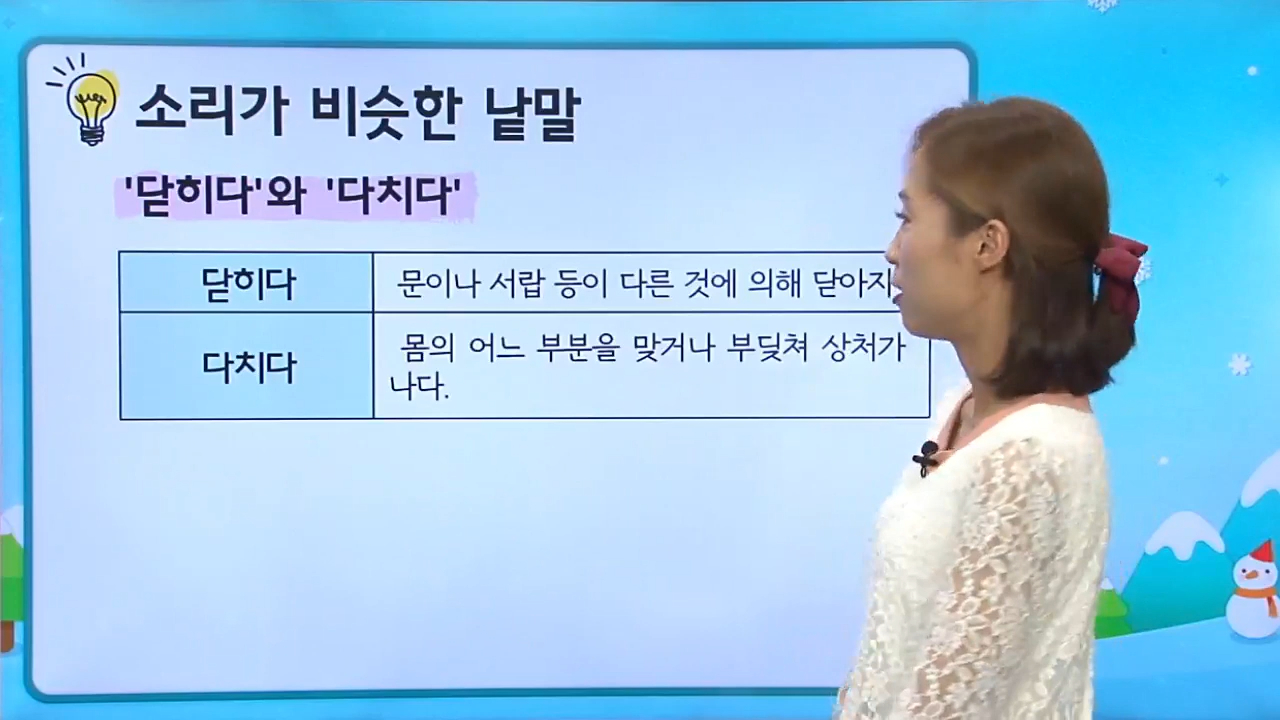 소리가 비슷한 낱말
'닫히다'와 '다치다'
닫히다
문이나 서랍 등이 다른 것에 의해 닫아지
다치다
몸의 어느 부분을 맞거나 부딪쳐 상처가
나다.